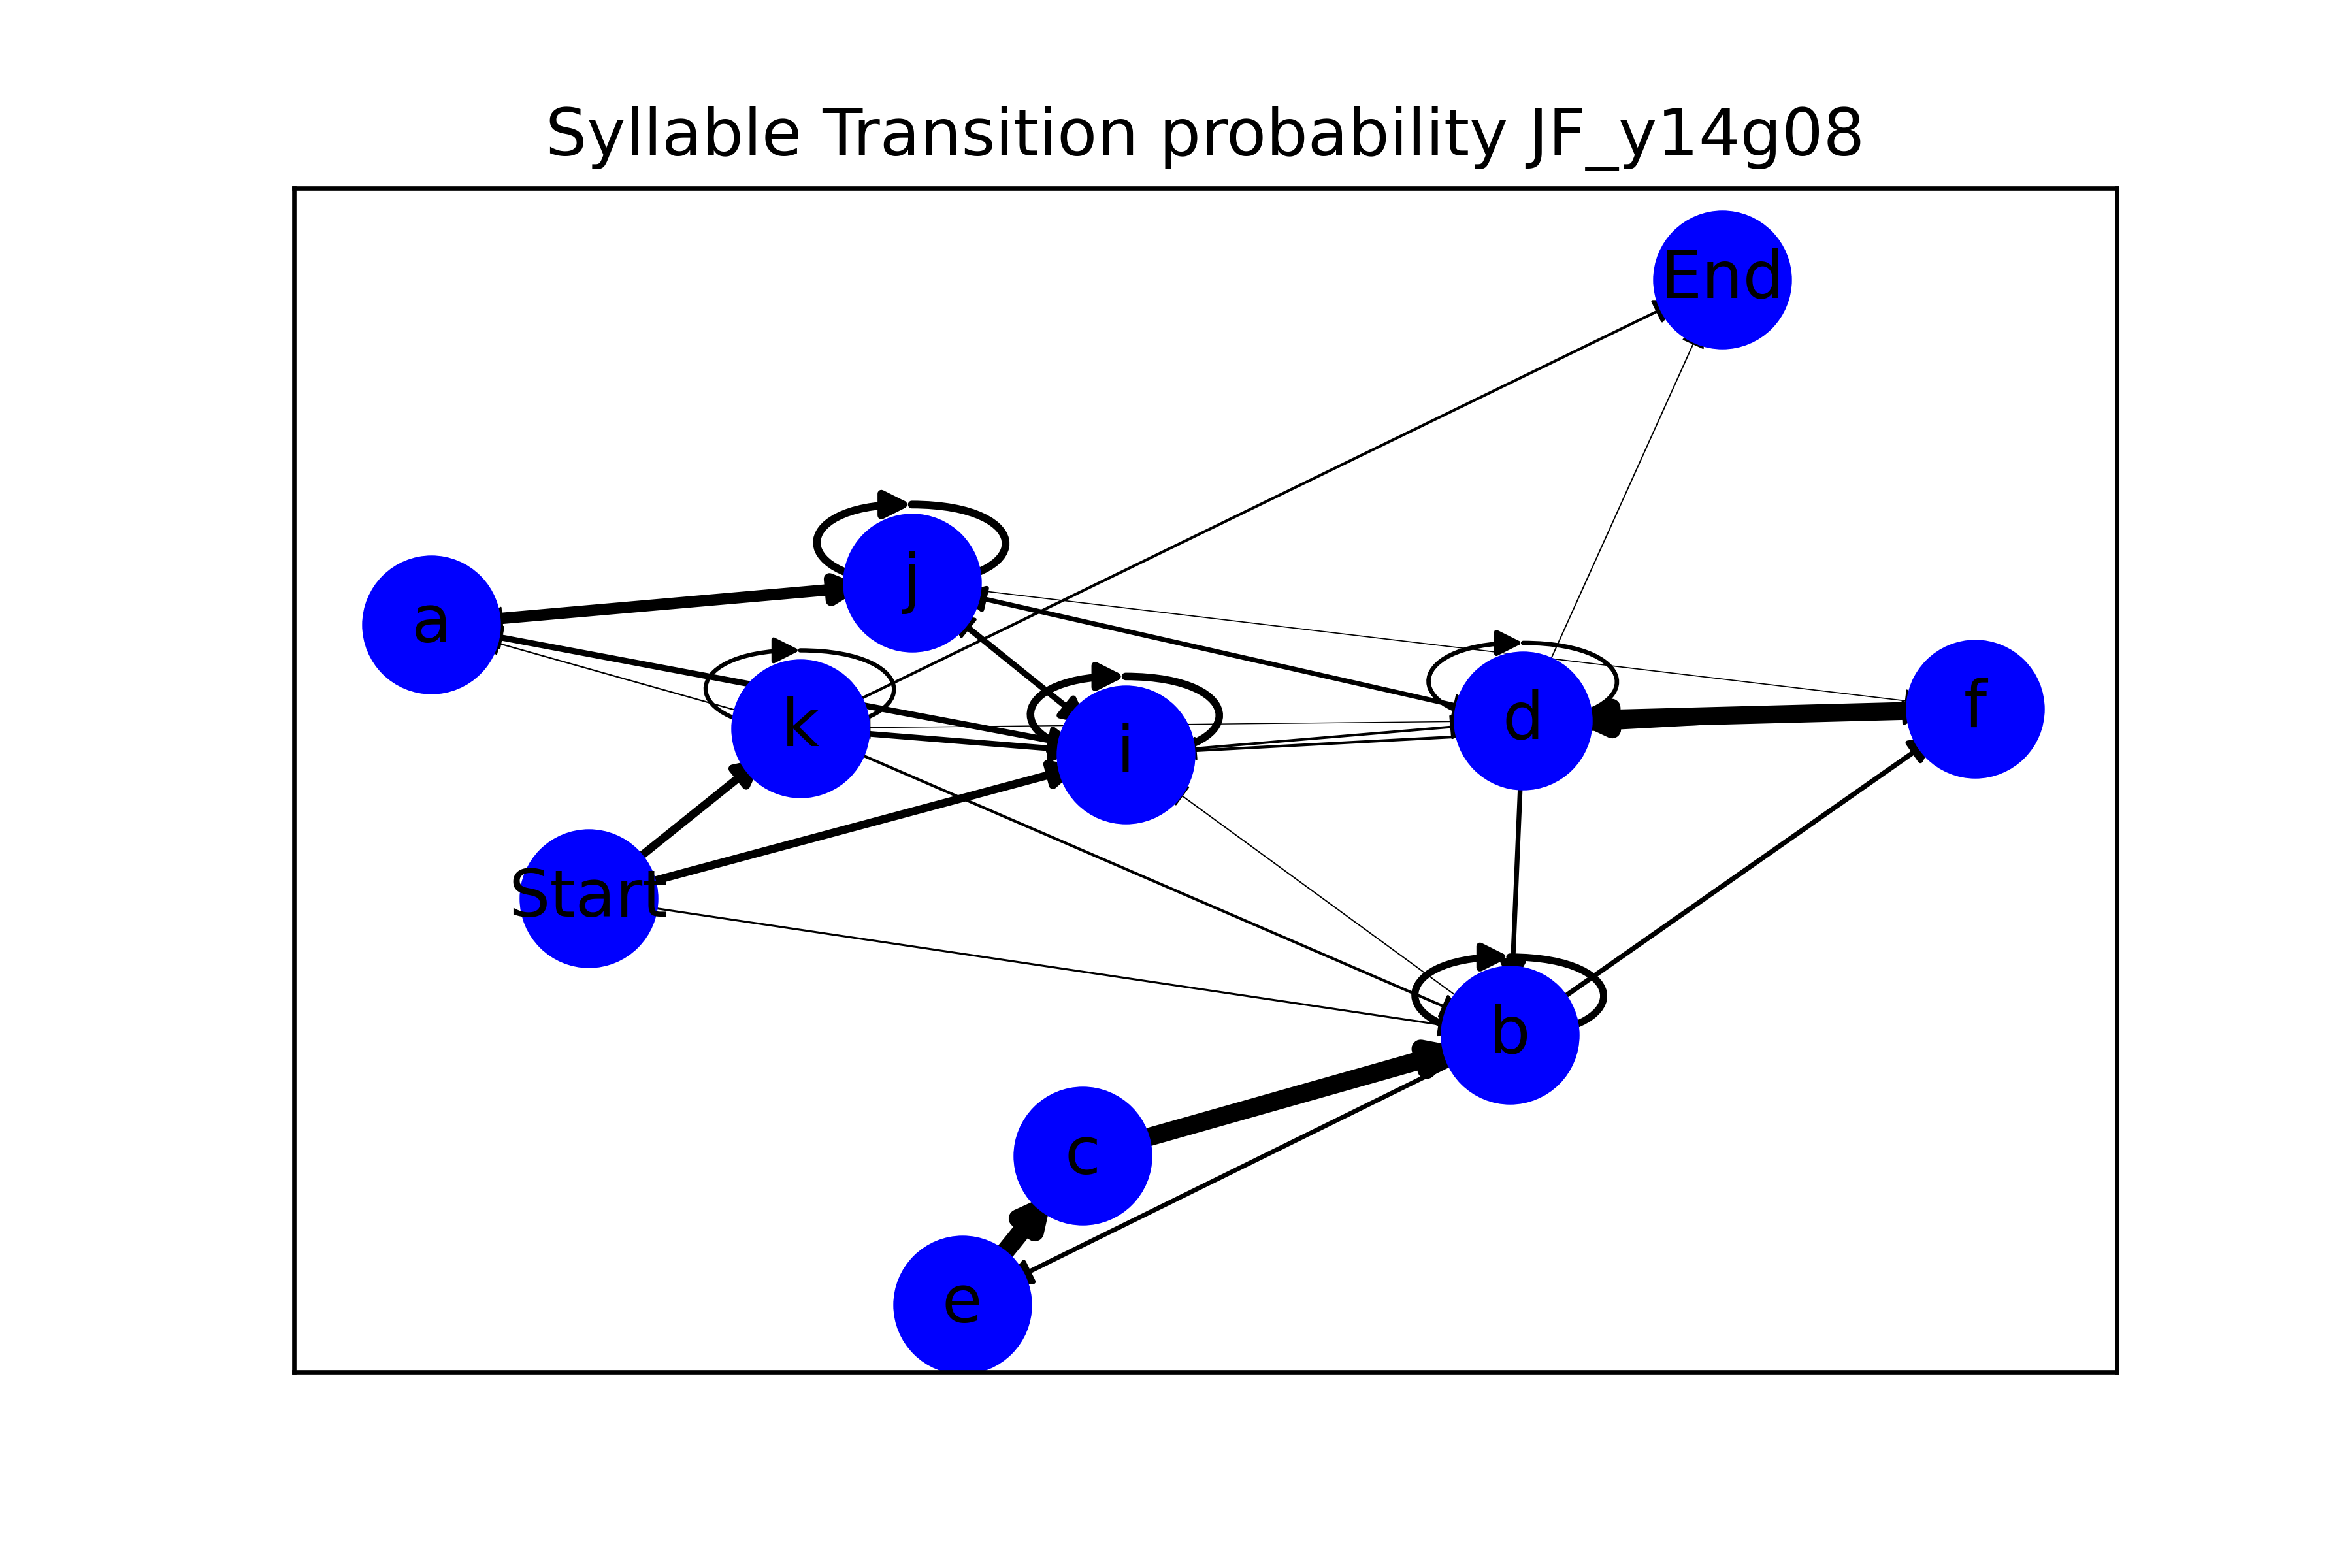 Syllable Transition probability JF_y14g08
End
j
a
f
d
k
i
Start
b
c
e